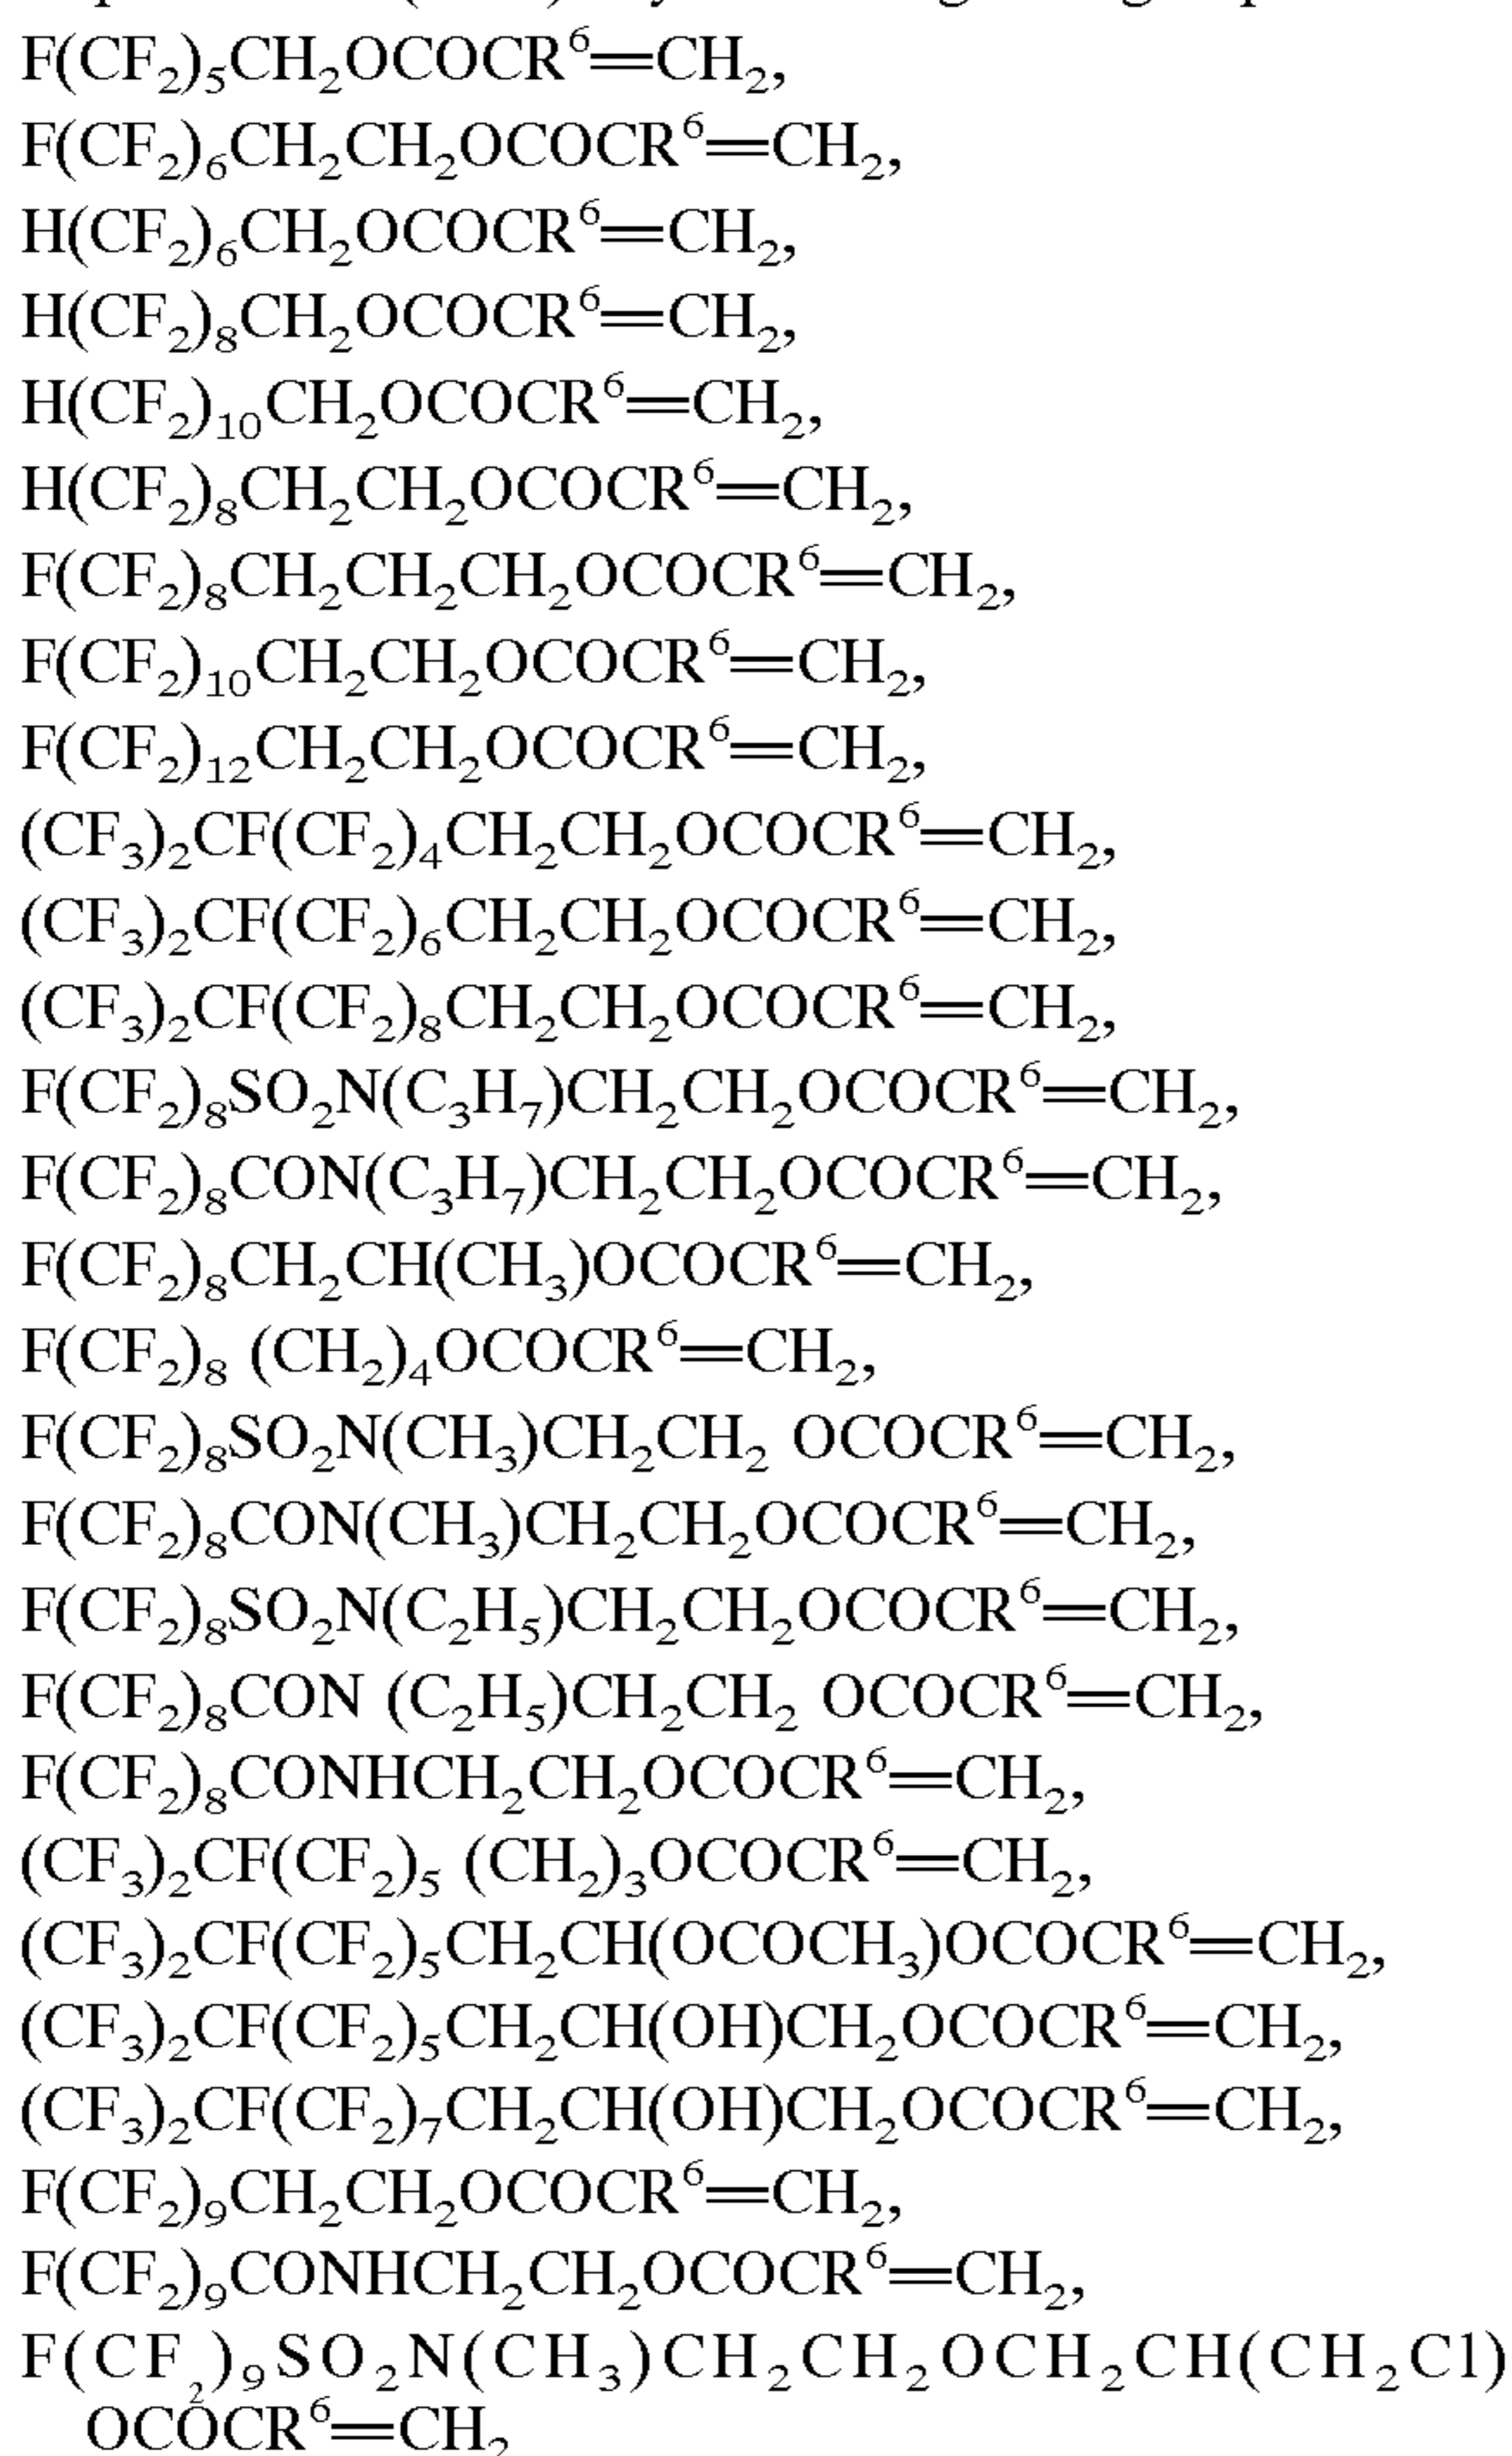 F(CF₂)₅CH₂OCOCR⁶=CH₂,
F(CF₂)₆CH₂CH₂OCOCR⁶=CH₂,
H(CF₂)₆CH₂OCOCR⁶=CH₂,
H(CF₂)₈CH₂OCOCR⁶=CH₂,
H(CF₂)₁₀CH₂OCOCR⁶=CH₂,
H(CF₂)₈CH₂CH₂OCOCR⁶=CH₂,
F(CF₂)₈CH₂CH₂CH₂OCOCR⁶=CH₂,
F(CF₂)₁₀CH₂CH₂OCOCR⁶=CH₂,
F(CF₂)₁₂CH₂CH₂OCOCR⁶=CH₂,
(CF₃)₂CF(CF₂)₄CH₂CH₂OCOCR⁶=CH₂,
(CF₃)₂CF(CF₂)₆CH₂CH₂OCOCR⁶=CH₂,
(CF₃)₂CF(CF₂)₈CH₂CH₂OCOCR⁶=CH₂,
F(CF₂)₈SO₂N(C₃H₇)CH₂CH₂OCOCR⁶=CH₂,
F(CF₂)₈CON(C₃H₇)CH₂CH₂OCOCR⁶=CH₂,
F(CF₂)₈CH₂CH(CH₃)OCOCR⁶=CH₂,
F(CF₂)₈ (CH₂)₄OCOCR⁶=CH₂,
F(CF₂)₈SO₂N(CH₃)CH₂CH₂ OCOCR⁶=CH₂,
F(CF₂)₈CON(CH₃)CH₂CH₂OCOCR⁶=CH₂,
F(CF₂)₈SO₂N(C₂H₅)CH₂CH₂OCOCR⁶=CH₂,
F(CF₂)₈CON (C₂H₅)CH₂CH₂ OCOCR⁶=CH₂,
F(CF₂)₈CONHCH₂CH₂OCOCR⁶=CH₂,
(CF₃)₂CF(CF₂)₅ (CH₂)₃OCOCR⁶=CH₂,
(CF₃)₂CF(CF₂)₅CH₂CH(OCOCH₃)OCOCR⁶=CH₂,
(CF₃)₂CF(CF₂)₅CH₂CH(OH)CH₂OCOCR⁶=CH₂,
(CF₃)₂CF(CF₂)₇CH₂CH(OH)CH₂OCOCR⁶=CH₂,
F(CF₂)₉CH₂CH₂OCOCR⁶=CH₂,
F(CF₂)₉CONHCH₂CH₂OCOCR⁶=CH₂,
F(CF₂)₉SO₂N(CH₃)CH₂CH₂OCH₂CH(CH₂Cl)
OCOCR⁶=CH₂